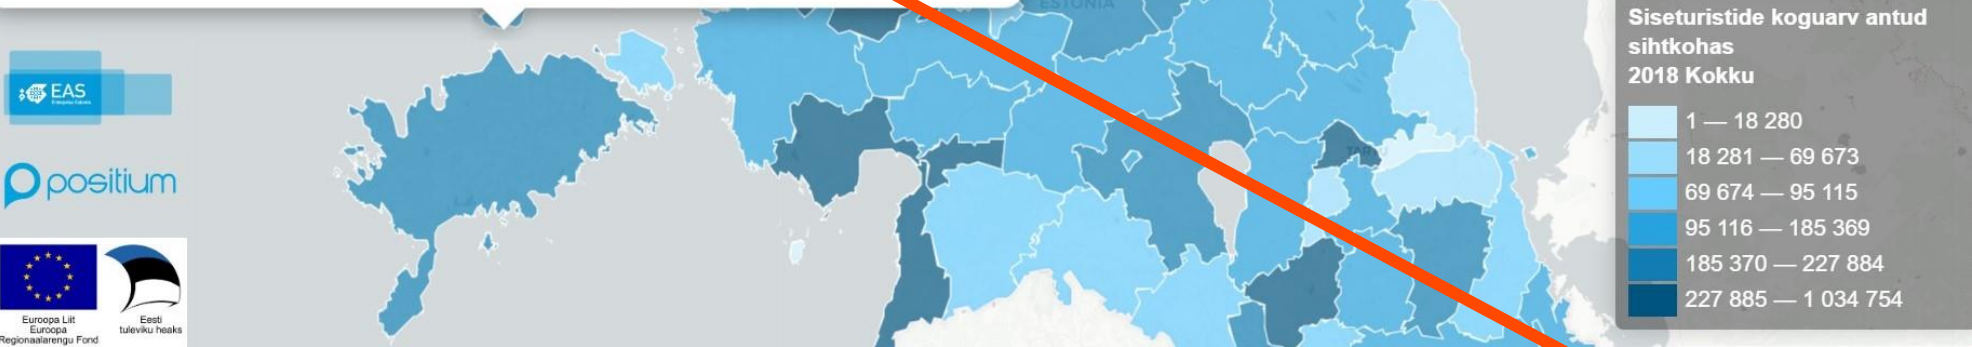 ESTONIA
EAS
positium
Euroopa Liit
Euroopa
Regionaalarengu Fond
Eesti
tuleviku heaks
Siseturistide koguarv antud
sihtkohas
2018 Kokku
1 — 18 280
18 281 — 69 673
69 674 — 95 115
95 116 — 185 369
185 370 — 227 884
227 885 — 1 034 754